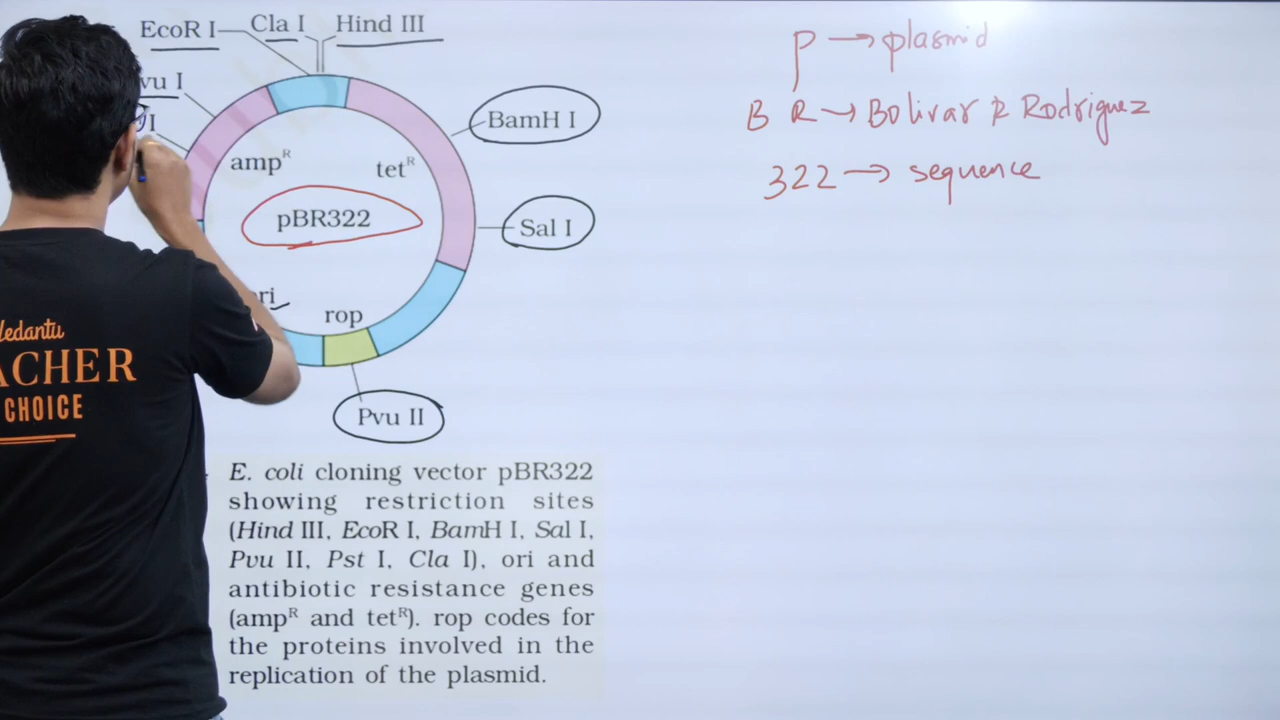 EcoR I
Cla I
Hind III
vu I
I
BamH I
amp^R
tet^R
pBR322
Sal I
ri
rop
Pvu II
E. coli cloning vector pBR322
showing restriction sites
(Hind III, EcoR I, BamH I, Sal I,
Pvu II, Pst I, Cla I), ori and
antibiotic resistance genes
(amp^R and tet^R). rop codes for
the proteins involved in the
replication of the plasmid.
P → plasmid
B R → Bolivar & Rodriguez
322 → sequence
edantu
ACHER
CHOICE